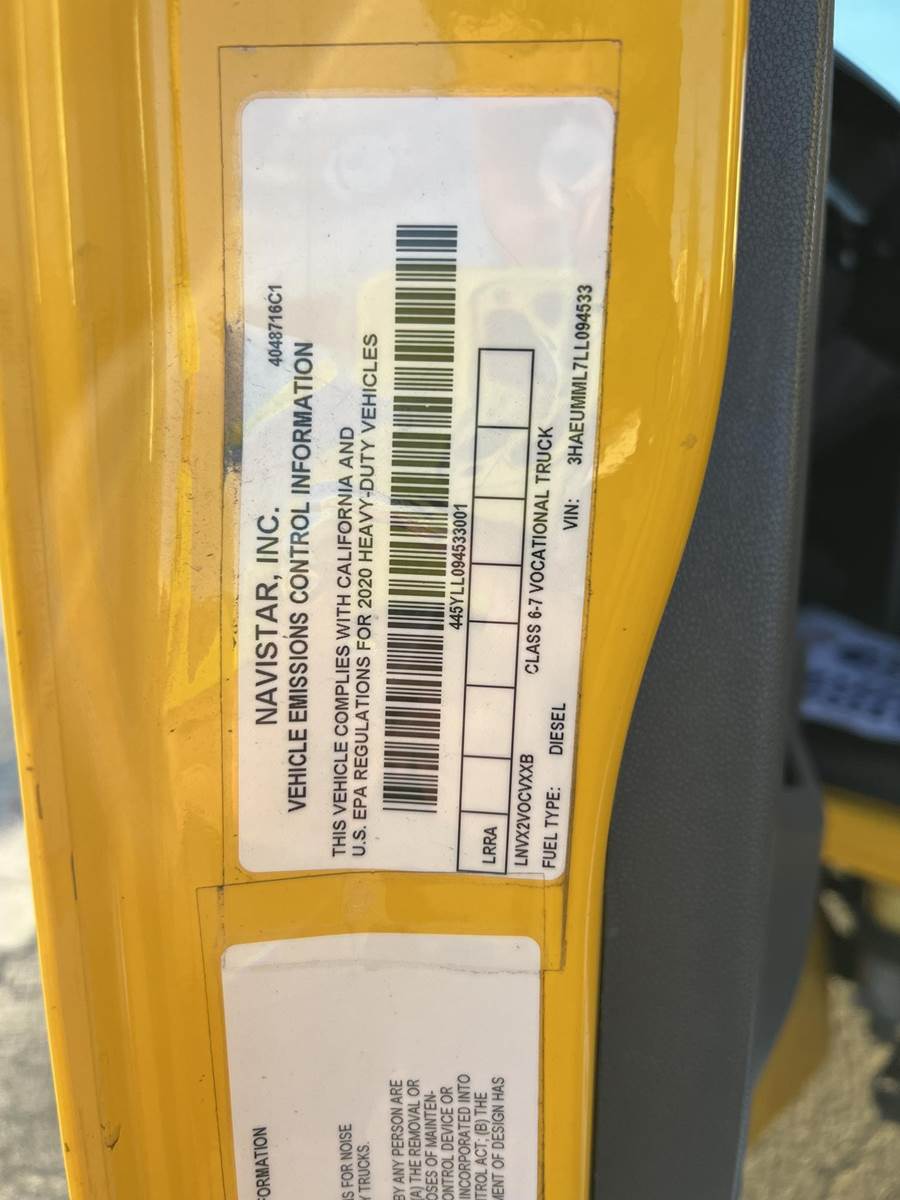 NAVISTAR, INC.
4048716C1
VEHICLE EMISSIONS CONTROL INFORMATION
THIS VEHICLE COMPLIES WITH CALIFORNIA AND
U.S. EPA REGULATIONS FOR 2020 HEAVY-DUTY VEHICLES
445YLL094533001
LRRA
LNVX2VOCVXXB CLASS 6-7 VOCATIONAL TRUCK
FUEL TYPE: DIESEL VIN: 3HAEUMML7LL094533
FORMATION
FOR NOISE
TRUCKS.
BY ANY PERSON ARE
(A) THE REMOVAL OR
OSES OF MAINTEN-
ONTROL DEVICE OR
INCORPORATED INTO
TROL ACT; (B) THE
MENT OF DESIGN HAS